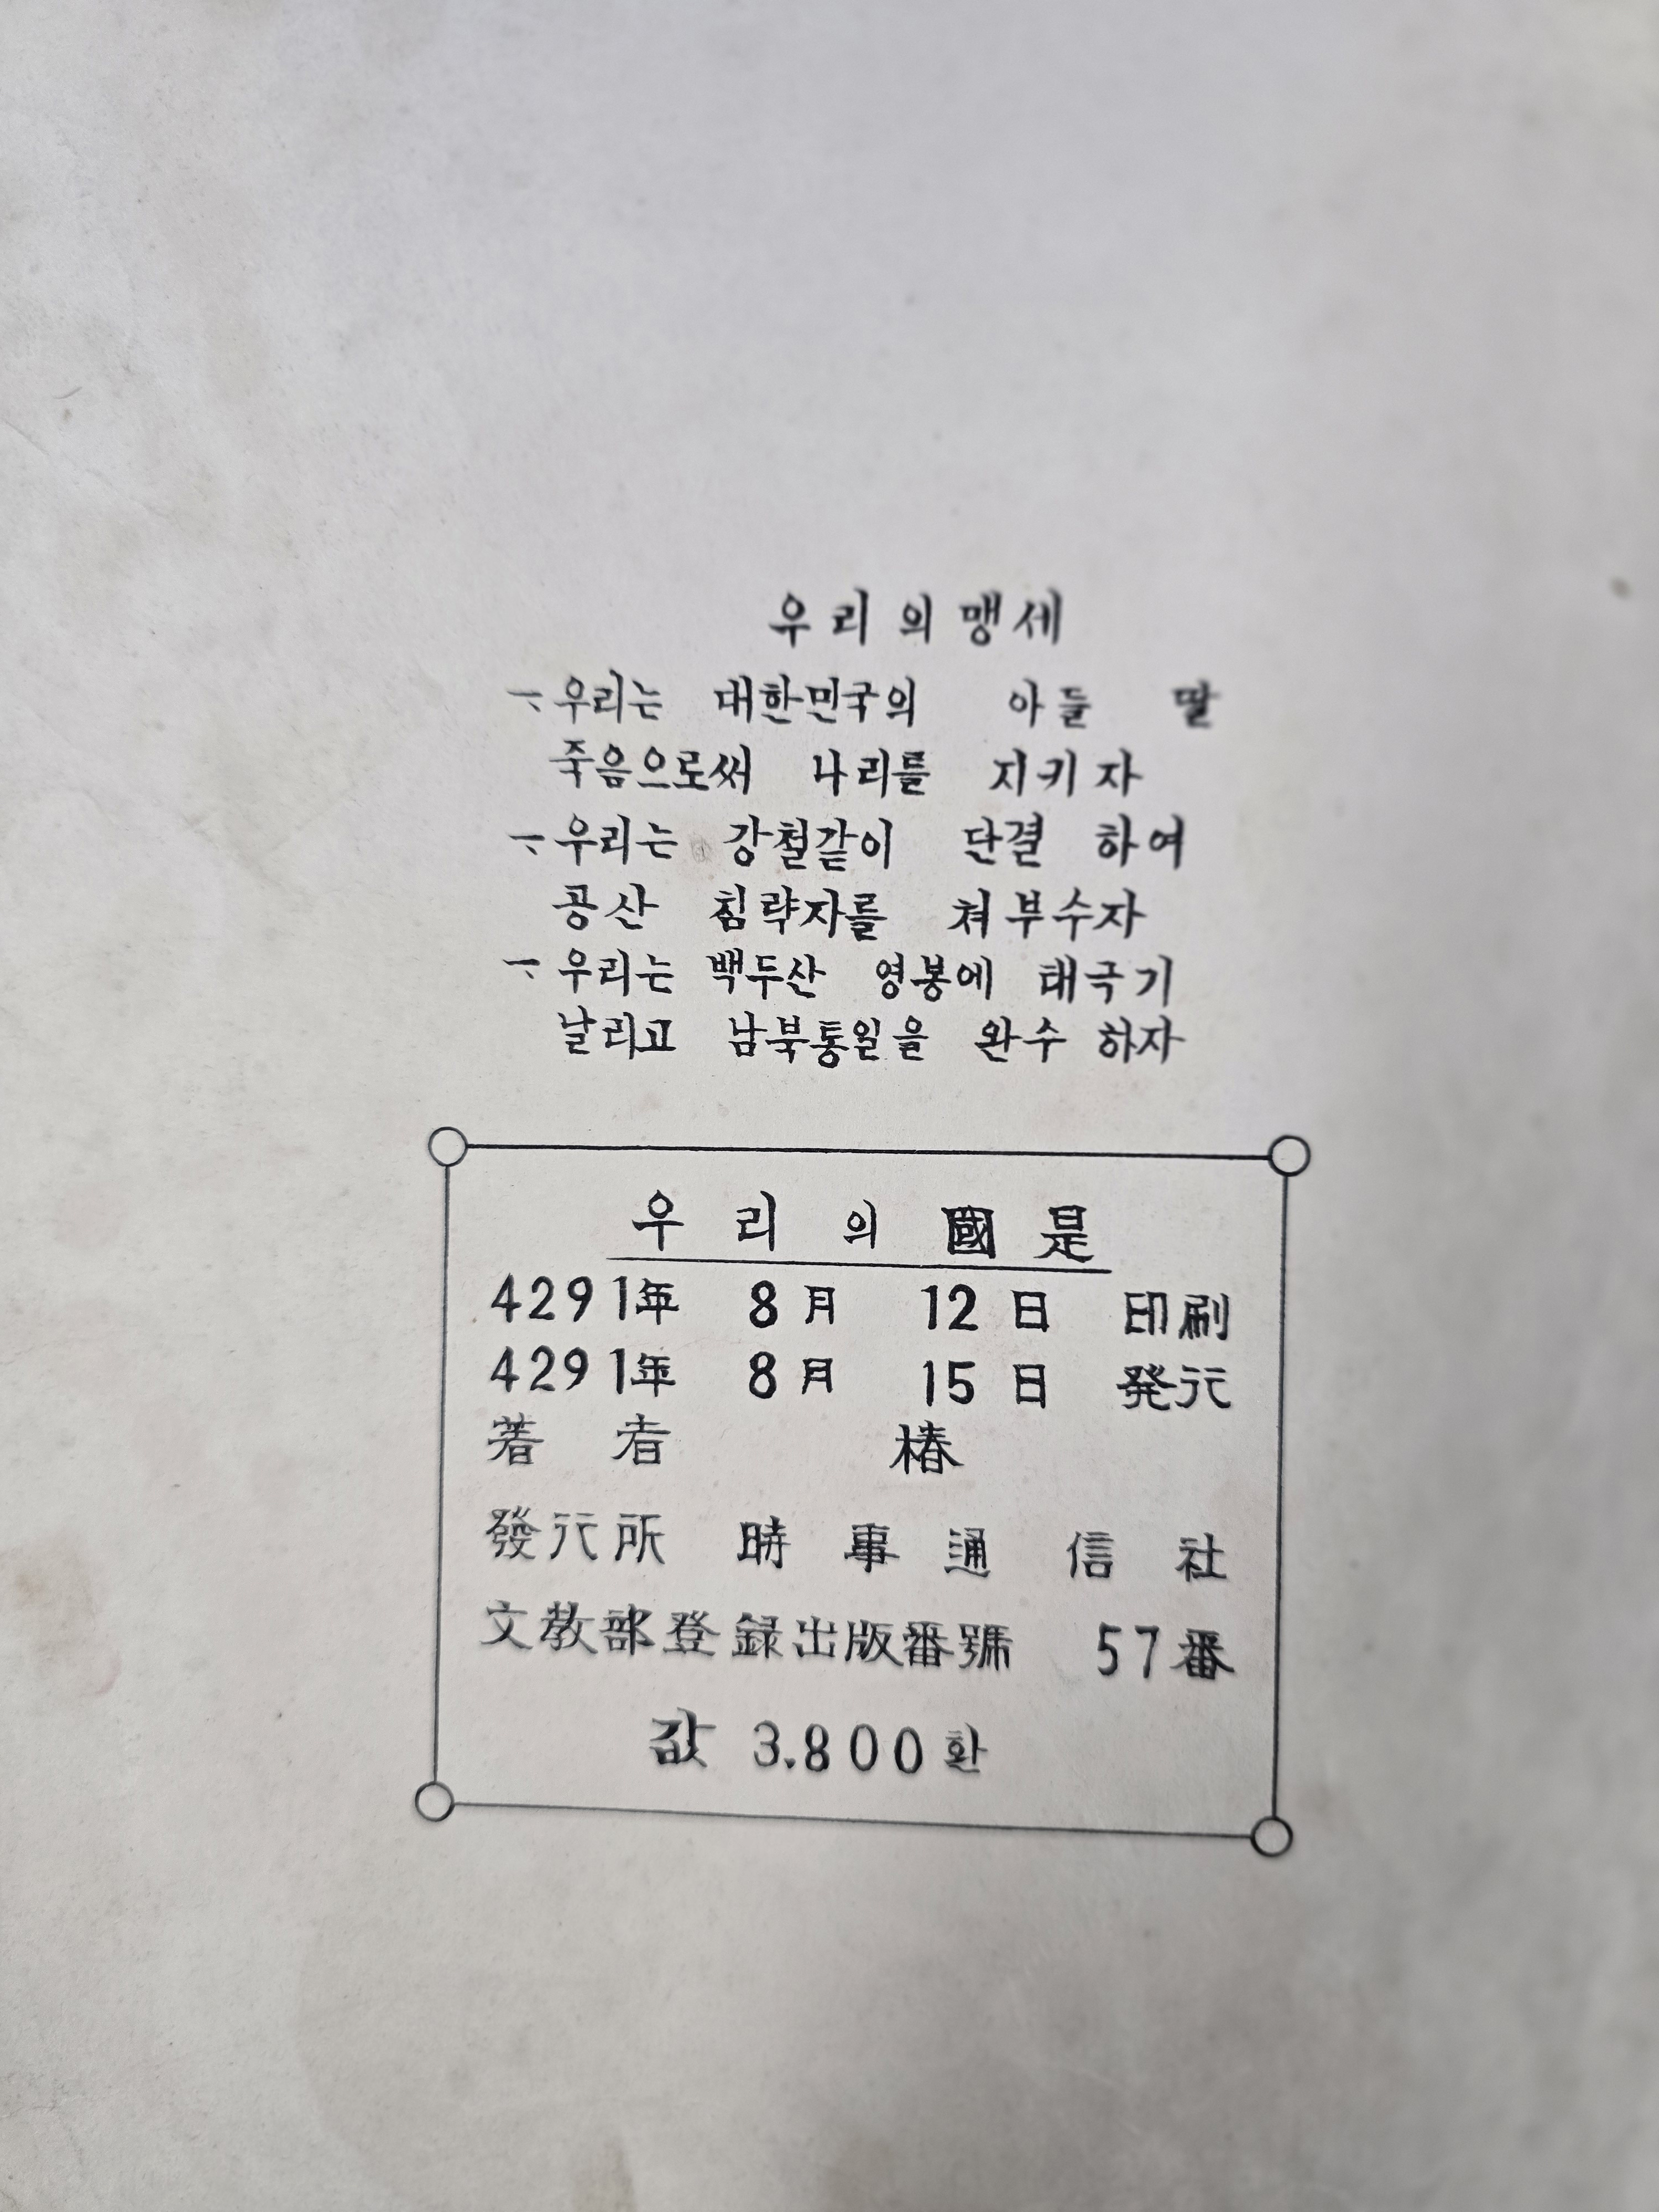 우리의맹세
一、우리는 대한민국의 아들 딸
죽음으로써 나리를 지키자
一、우리는 강철같이 단결 하여
공산 침략자를 쳐부수자
一、우리는 백두산 영봉에 태극기
날리고 남북통일을 완수 하자
우리의國是
4291年 8月 12日 印刷
4291年 8月 15日 発行
著者 椿
發行所 時事通信社
文教部登録出版番號 57番
값 3.800환